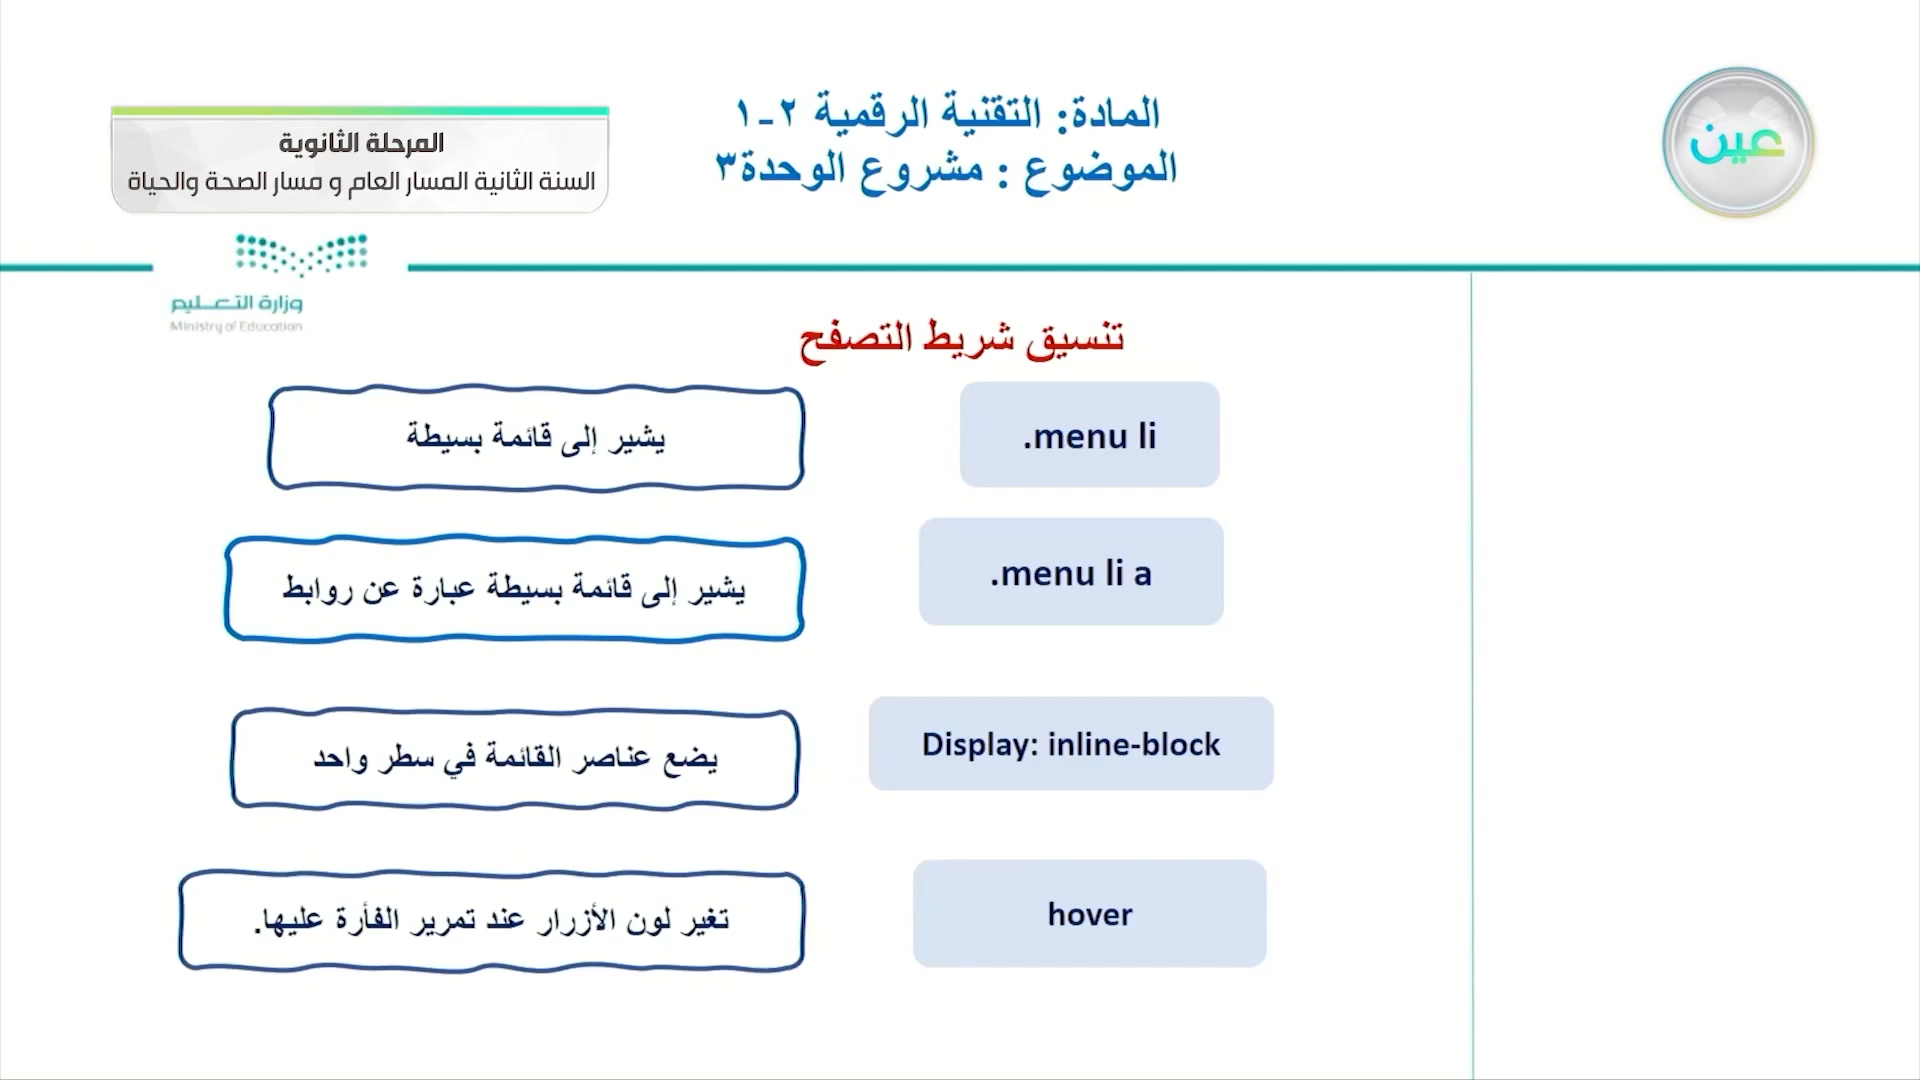 المادة: التقنية الرقمية ٢-١
الموضوع : مشروع الوحدة٣
المرحلة الثانوية
السنة الثانية المسار العام و مسار الصحة والحياة
عين
وزارة التعليم
Ministry of Education
تنسيق شريط التصفح
.menu li
يشير إلى قائمة بسيطة
.menu li a
يشير إلى قائمة بسيطة عبارة عن روابط
Display: inline-block
يضع عناصر القائمة في سطر واحد
hover
تغير لون الأزرار عند تمرير الفأرة عليها.